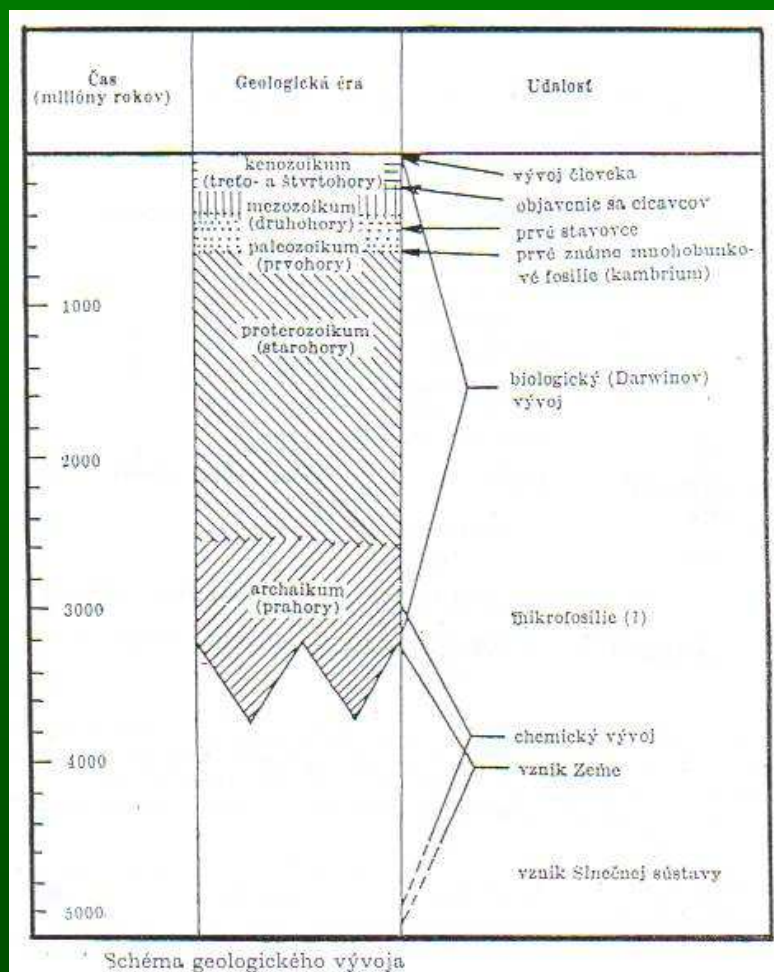 Čas
(milióny rokov)
Geologická éra
Udalosť
kenozoikum
(treťo- a štvrtohory)
mezozoikum
(druhohory)
paleozoikum
(prvohory)
proterozoikum
(starohory)
archaikum
(prahory)
1000
2000
3000
4000
5000
vývoj človeka
objavenie sa cicavcov
prvé stavovce
prvé známe mnohobunko-
vé fosílie (kambrium)
biologický (Darwinov)
vývoj
mikrofosílie (?)
chemický vývoj
vznik Zeme
vznik Slnečnej sústavy
Schéma geologického vývoja